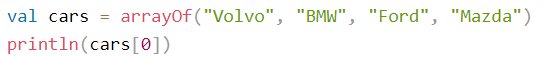 val cars = arrayOf("Volvo", "BMW", "Ford", "Mazda")
println(cars[0])